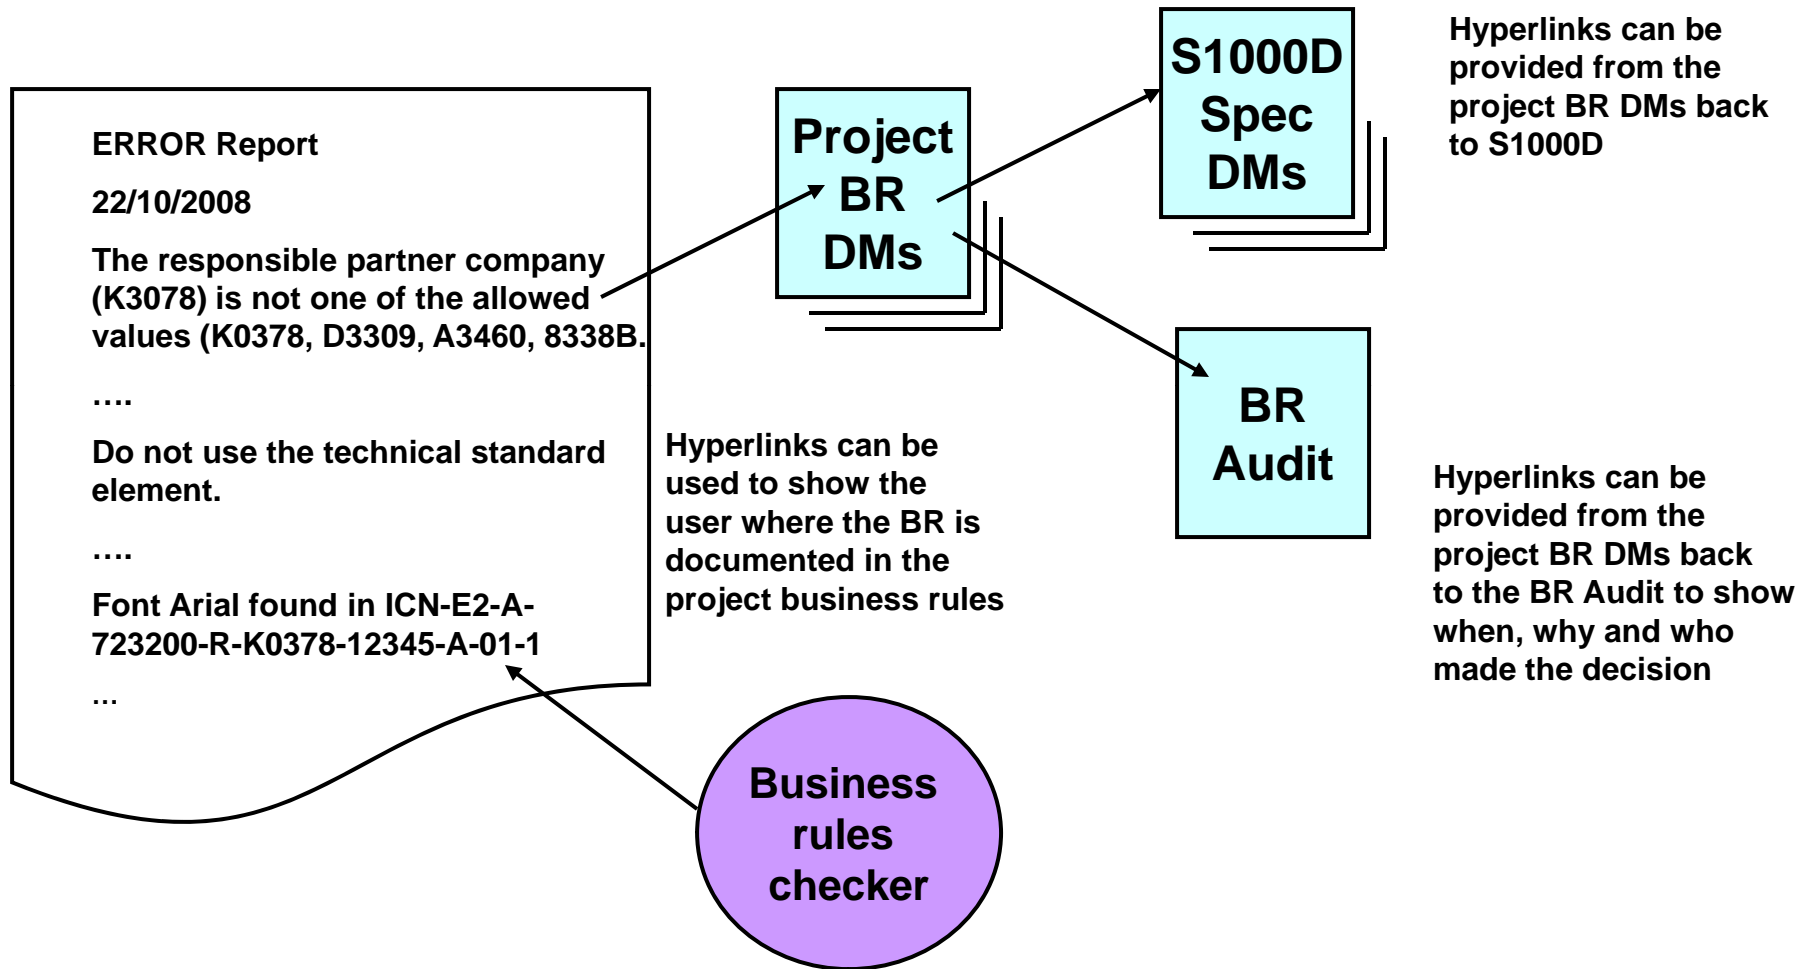 ERROR Report
22/10/2008
The responsible partner company
(K3078) is not one of the allowed
values (K0378, D3309, A3460, 8338B.
….
Do not use the technical standard
element.
….
Font Arial found in ICN-E2-A-
723200-R-K0378-12345-A-01-1
...
Hyperlinks can be
used to show the
user where the BR is
documented in the
project business rules
Business
rules
checker
Project
BR
DMs
S1000D
Spec
DMs
Hyperlinks can be
provided from the
project BR DMs back
to S1000D
BR
Audit
Hyperlinks can be
provided from the
project BR DMs back
to the BR Audit to show
when, why and who
made the decision